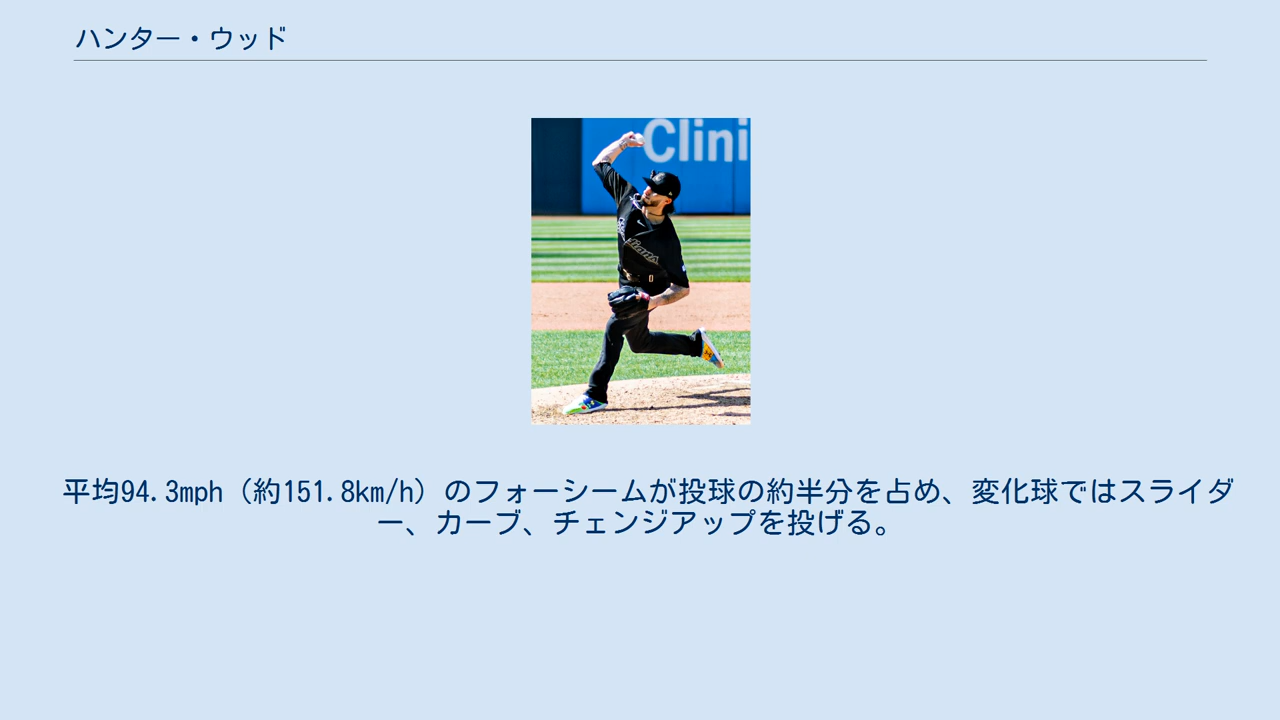 ハンター・ウッド
Clini
平均94.3mph（約151.8km/h）のフォーシームが投球の約半分を占め、変化球ではスライダ
ー、カーブ、チェンジアップを投げる。